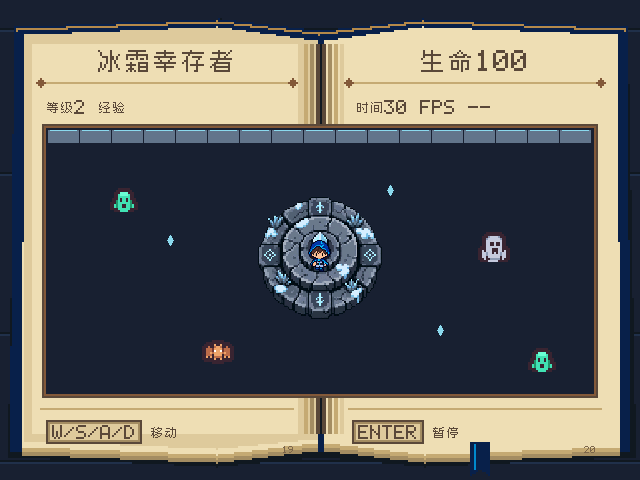 冰霜幸存者
生命100
等级2 经验
时间30 FPS --
W/S/A/D 移动
ENTER 暂停
19
20